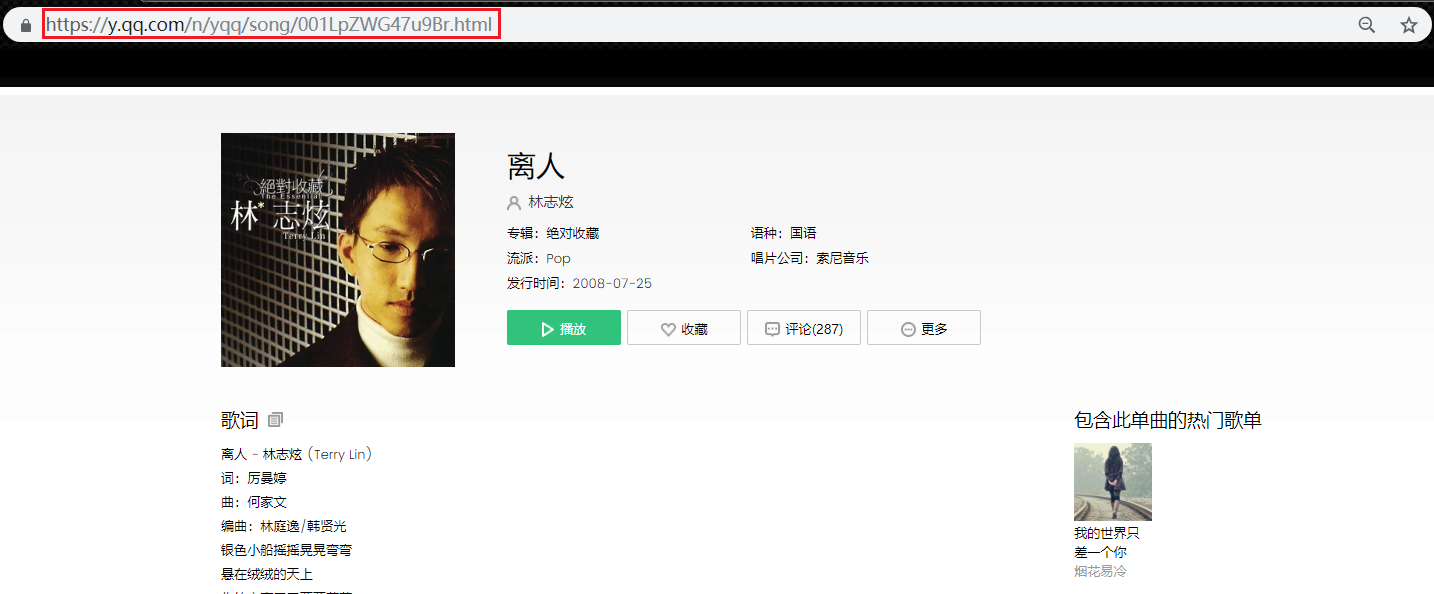 https://y.qq.com/n/yqq/song/001LpZWG47u9Br.html
絕對收藏
The Essential
林*志炫
Terry Lin
离人
林志炫
专辑：绝对收藏
语种：国语
流派：Pop
唱片公司：索尼音乐
发行时间：2008-07-25
播放
收藏
评论(287)
更多
歌词
离人 - 林志炫 (Terry Lin)
词：厉曼婷
曲：何家文
编曲：林庭逸/韩贤光
银色小船摇摇晃晃弯弯
悬在绒绒的天上
包含此单曲的热门歌单
我的世界只
差一个你
烟花易冷